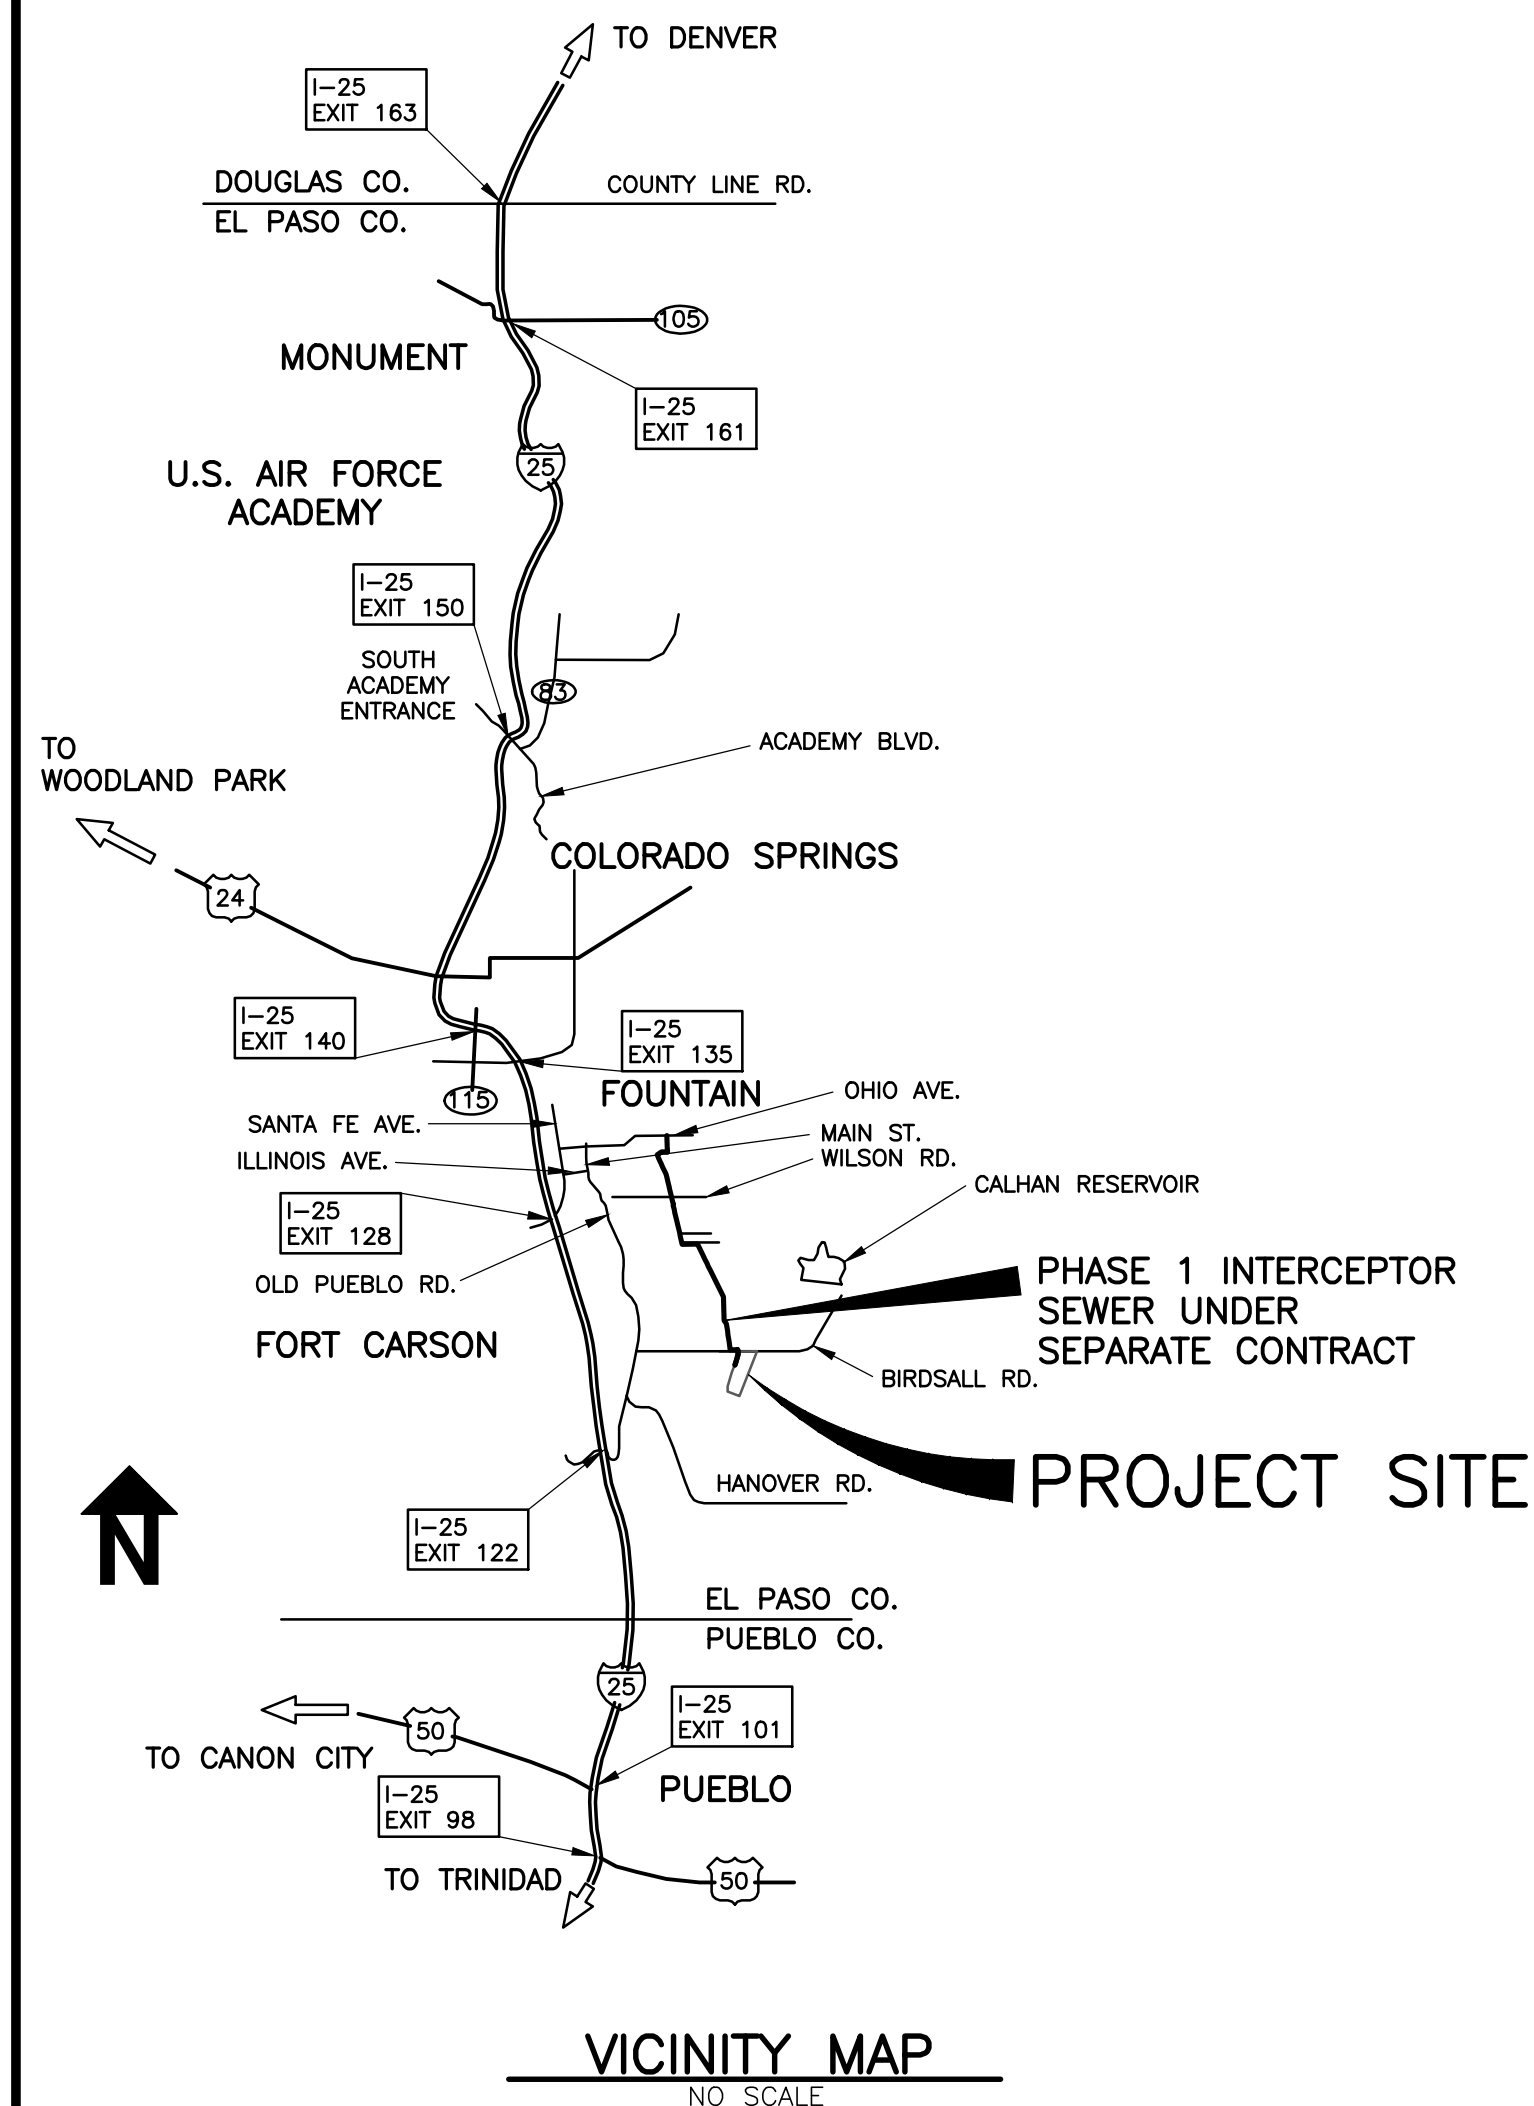 TO DENVER
I-25
EXIT 163
DOUGLAS CO.
COUNTY LINE RD.
EL PASO CO.
105
MONUMENT
I-25
EXIT 161
25
U.S. AIR FORCE
ACADEMY
I-25
EXIT 150
SOUTH
ACADEMY
ENTRANCE
83
ACADEMY BLVD.
TO
WOODLAND PARK
COLORADO SPRINGS
24
I-25
EXIT 140
I-25
EXIT 135
115
FOUNTAIN
OHIO AVE.
SANTA FE AVE.
MAIN ST.
ILLINOIS AVE.
WILSON RD.
CALHAN RESERVOIR
I-25
EXIT 128
OLD PUEBLO RD.
PHASE 1 INTERCEPTOR
SEWER UNDER
SEPARATE CONTRACT
FORT CARSON
BIRDSALL RD.
HANOVER RD.
PROJECT SITE
N
I-25
EXIT 122
EL PASO CO.
PUEBLO CO.
25
I-25
EXIT 101
50
TO CANON CITY
PUEBLO
I-25
EXIT 98
TO TRINIDAD
50
VICINITY MAP
NO SCALE